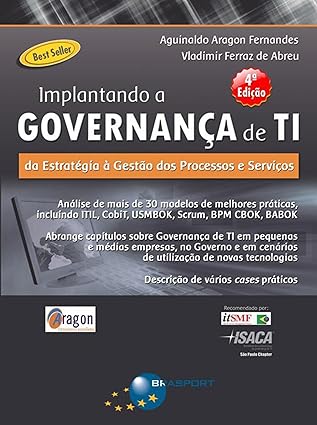 Aguinaldo Aragon Fernandes
Vladimir Ferraz de Abreu
Best Seller
4ª
Edição
Implantando a
GOVERNANÇA de TI
da Estratégia à Gestão dos Processos e Serviços
Análise de mais de 30 modelos de melhores práticas,
incluindo ITIL, CobiT, USMBOK, Scrum, BPM CBOK, BABOK
Abrange capítulos sobre Governança de TI em pequenas
e médias empresas, no Governo e em cenários
de utilização de novas tecnologias
Descrição de vários cases práticos
Aragon
Recomendado por:
itSMF
ISACA
São Paulo Chapter
BRASPORT